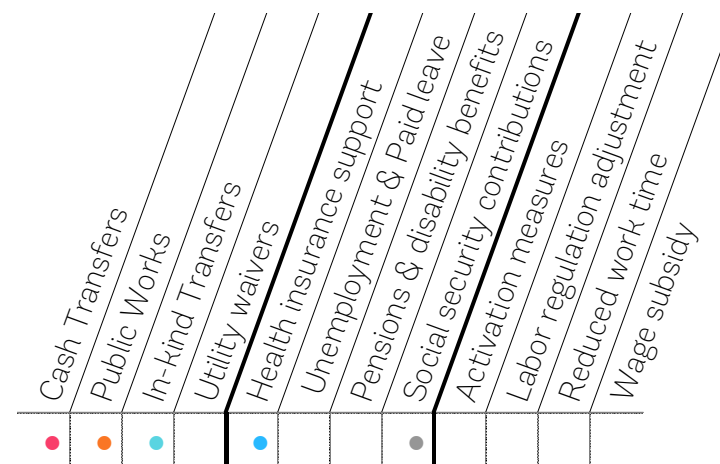 Cash Transfers
Public Works
In-kind Transfers
Utility waivers
Health insurance support
Unemployment & Paid leave
Pensions & disability benefits
Social security contributions
Activation measures
Labor regulation adjustment
Reduced work time
Wage subsidy